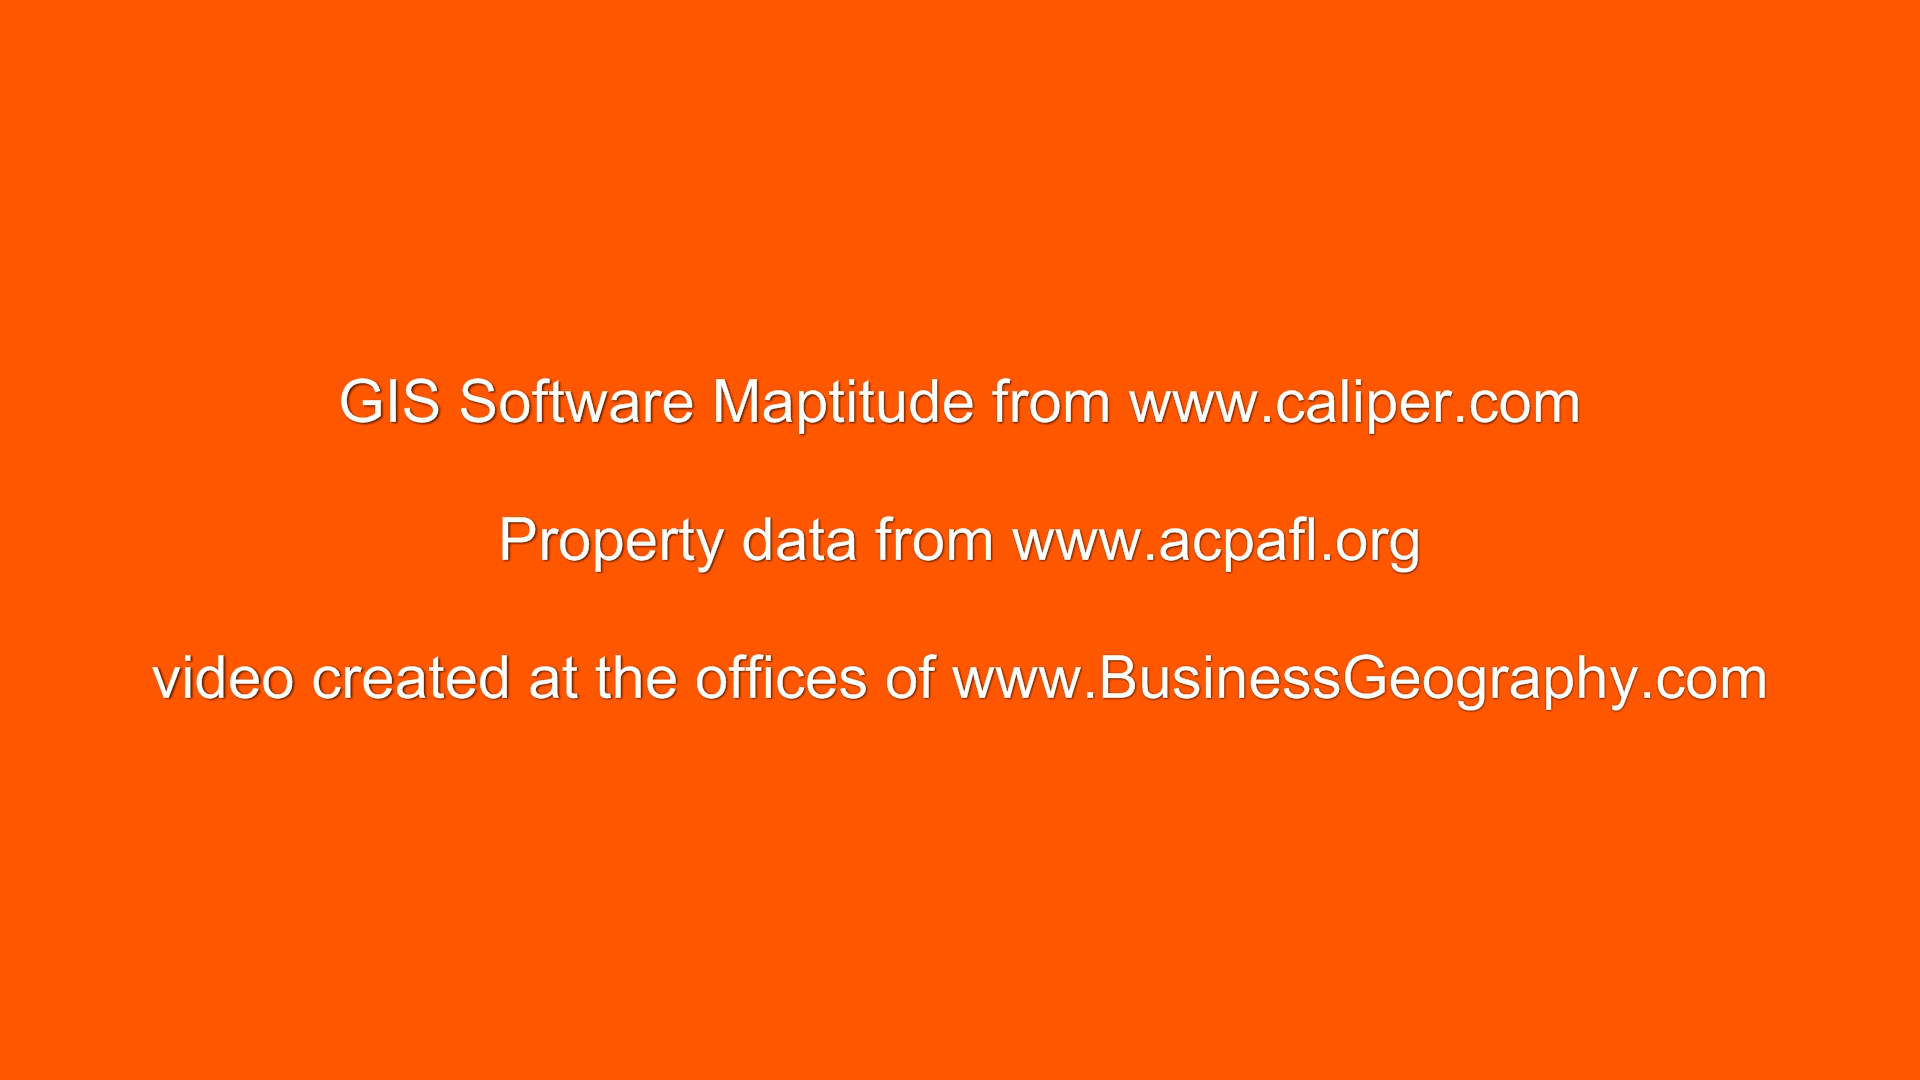 GIS Software Maptitude from www.caliper.com
Property data from www.acpafl.org
video created at the offices of www.BusinessGeography.com